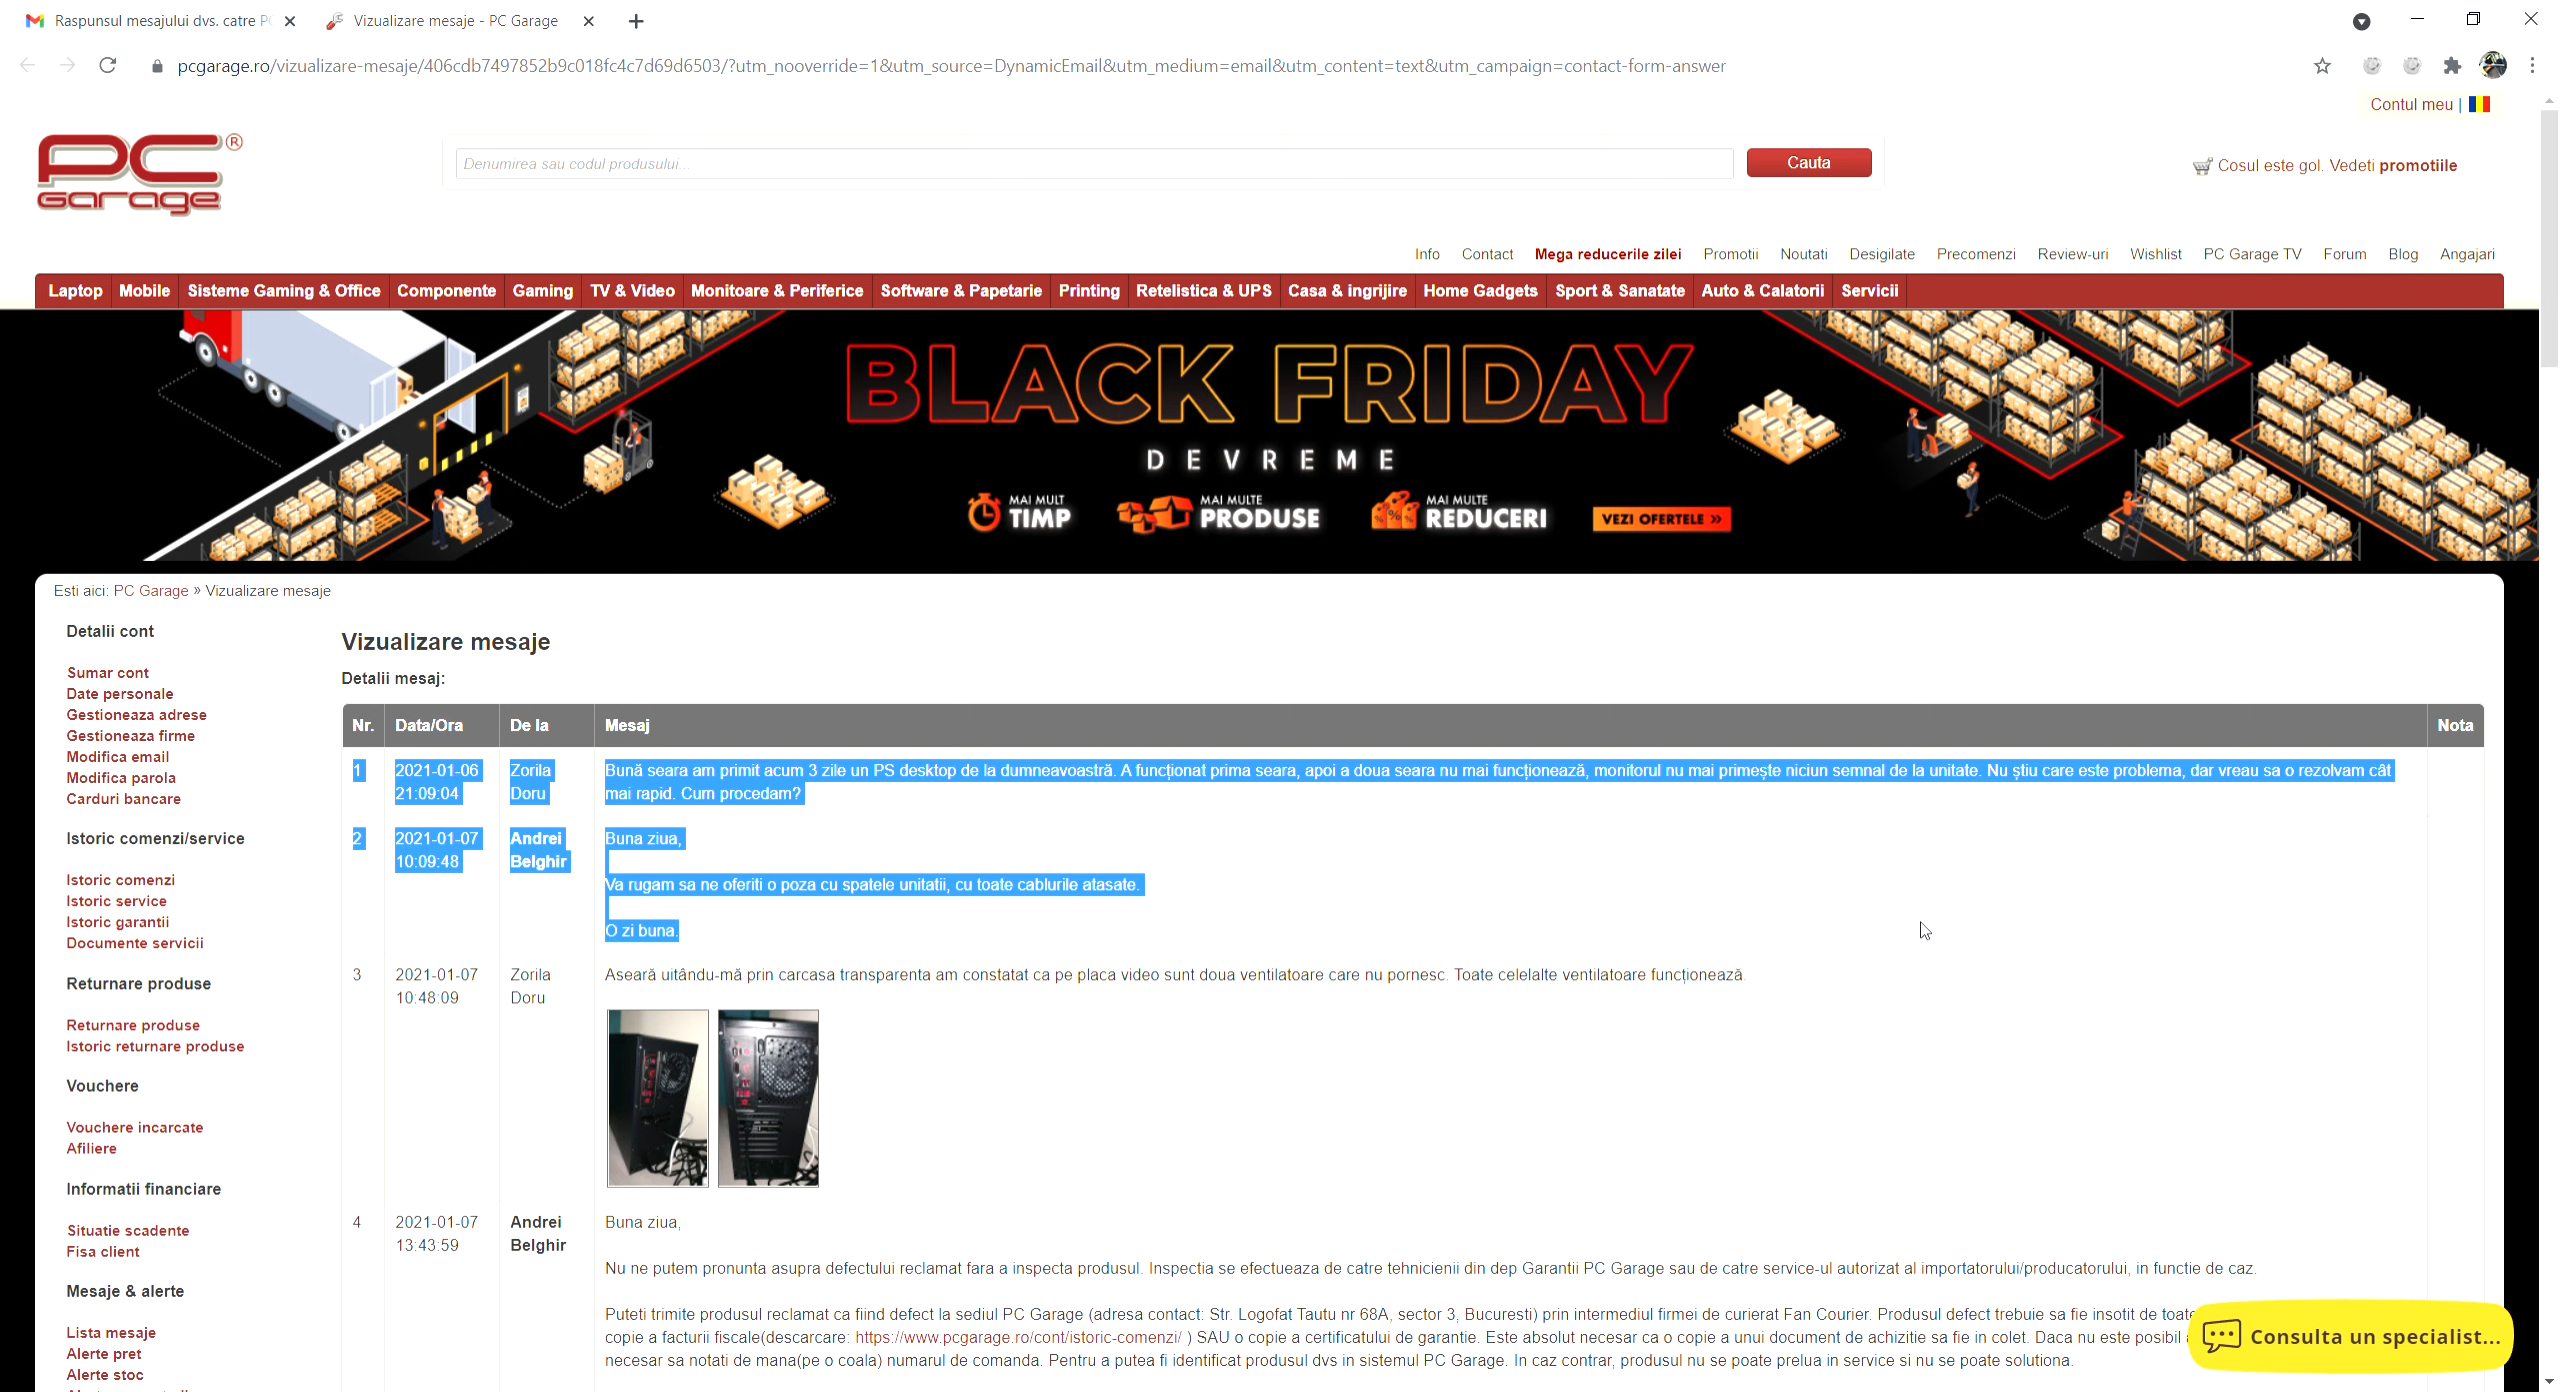 Raspunsul mesajului dvs. catre PC
Vizualizare mesaje - PC Garage
pcgarage.ro/vizualizare-mesaje/406cdb7497852b9c018fc4c7d69d6503/?utm_nooverride=1&utm_source=DynamicEmail&utm_medium=email&utm_content=text&utm_campaign=contact-form-answer
Contul meu |
PC ®
Garage
Denumirea sau codul produsului...
Cauta
Cosul este gol. Vedeti promotiile
Info Contact Mega reducerile zilei Promotii Noutati Desigilate Precomenzi Review-uri Wishlist PC Garage TV Forum Blog Angajari
Laptop Mobile Sisteme Gaming & Office Componente Gaming TV & Video Monitoare & Periferice Software & Papetarie Printing Retelistica & UPS Casa & ingrijire Home Gadgets Sport & Sanatate Auto & Calatorii Servicii
BLACK FRIDAY
DEVREME
MAI MULT TIMP
MAI MULTE PRODUSE
MAI MULTE REDUCERI
VEZI OFERTELE »
Esti aici: PC Garage » Vizualizare mesaje
Detalii cont
Sumar cont
Date personale
Gestioneaza adrese
Gestioneaza firme
Modifica email
Modifica parola
Carduri bancare
Istoric comenzi/service
Istoric comenzi
Istoric service
Istoric garantii
Documente servicii
Returnare produse
Returnare produse
Istoric returnare produse
Vouchere
Vouchere incarcate
Afiliere
Informatii financiare
Situatie scadente
Fisa client
Mesaje & alerte
Lista mesaje
Alerte pret
Alerte stoc
Vizualizare mesaje
Detalii mesaj:
Nr. Data/Ora De la Mesaj Nota
1 2021-01-06 Zorila Bună seara am primit acum 3 zile un PS desktop de la dumneavoastră. A funcționat prima seara, apoi a doua seara nu mai funcționează, monitorul nu mai primește niciun semnal de la unitate. Nu știu care este problema, dar vreau sa o rezolvam cât
21:09:04 Doru mai rapid. Cum procedam?
2 2021-01-07 Andrei Buna ziua,
10:09:48 Belghir
Va rugam sa ne oferiti o poza cu spatele unitatii, cu toate cablurile atasate.
O zi buna.
3 2021-01-07 Zorila Aseară uitându-mă prin carcasa transparenta am constatat ca pe placa video sunt doua ventilatoare care nu pornesc. Toate celelalte ventilatoare funcționează.
10:48:09 Doru
4 2021-01-07 Andrei Buna ziua,
13:43:59 Belghir
Nu ne putem pronunta asupra defectului reclamat fara a inspecta produsul. Inspectia se efectueaza de catre tehnicienii din dep Garantii PC Garage sau de catre service-ul autorizat al importatorului/producatorului, in functie de caz.
Puteti trimite produsul reclamat ca fiind defect la sediul PC Garage (adresa contact: Str. Logofat Tautu nr 68A, sector 3, Bucuresti) prin intermediul firmei de curierat Fan Courier. Produsul defect trebuie sa fie insotit de toate
copie a facturii fiscale(descarcare: https://www.pcgarage.ro/cont/istoric-comenzi/ ) SAU o copie a certificatului de garantie. Este absolut necesar ca o copie a unui document de achizitie sa fie in colet. Daca nu este posibil
necesar sa notati de mana(pe o coala) numarul de comanda. Pentru a putea fi identificat produsul dvs in sistemul PC Garage. In caz contrar, produsul nu se poate prelua in service si nu se poate solutiona.
Consulta un specialist...